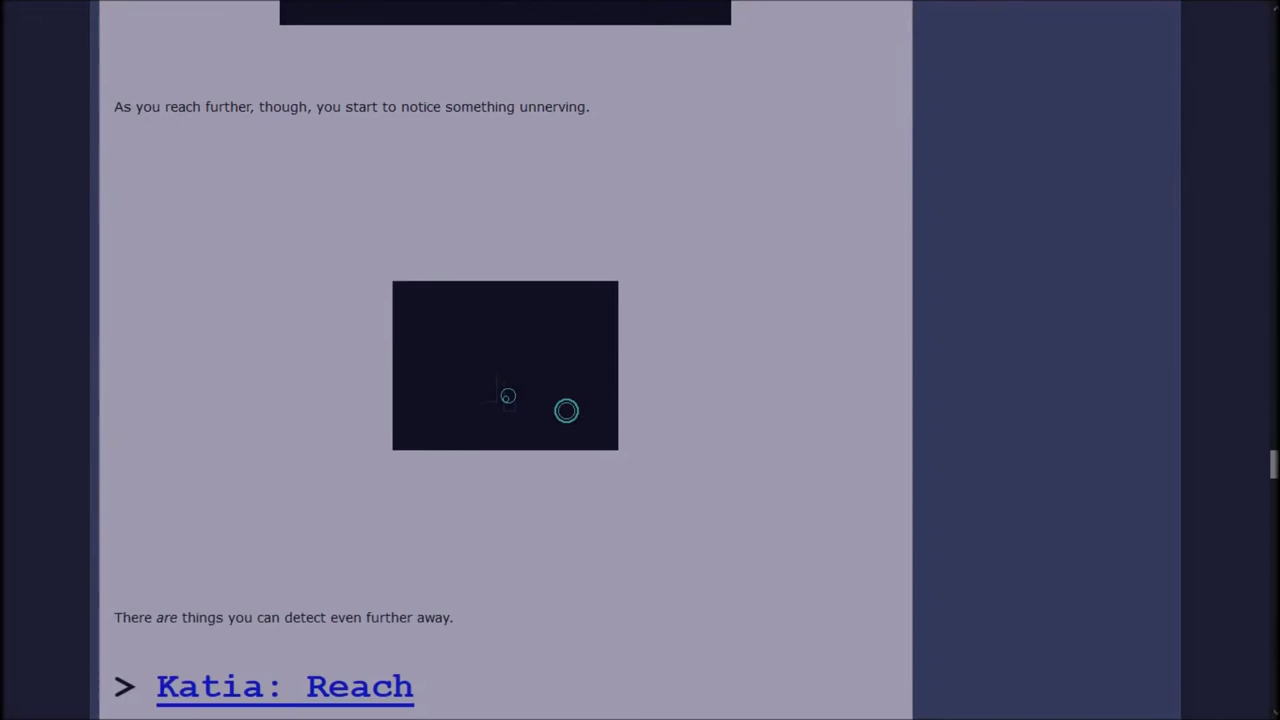 As you reach further, though, you start to notice something unnerving.
There are things you can detect even further away.
> Katia: Reach